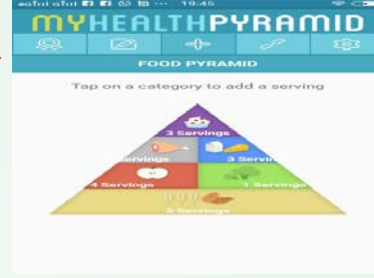 19:45
MYHEALTHPYRAMID
FOOD PYRAMID
Tap on a category to add a serving
3 Servings
Servings
3 Servin
4 Servings
1 Servings
3 Servings